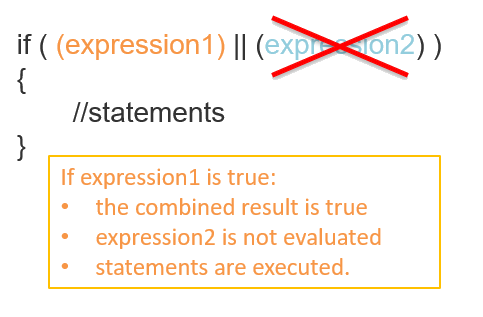 if ( (expression1) || (expression2) )
{
//statements
}
If expression1 is true:
• the combined result is true
• expression2 is not evaluated
• statements are executed.